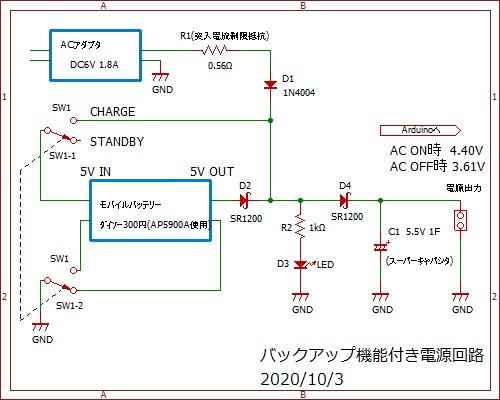 A
B
ACアダプタ
DC6V 1.8A
R1(突入電流制限抵抗)
0.56Ω
GND
D1
1N4004
1
1
SW1
CHARGE
STANDBY
SW1-1
Arduinoへ
AC ON時 4.40V
AC OFF時 3.61V
5V IN
5V OUT
モバイルバッテリー
ダイソー300円(AP5900A使用)
D2
SR1200
D4
SR1200
電源出力
R2
1kΩ
C1 5.5V 1F
(スーパーキャパシタ)
D3
LED
SW1
SW1-2
2
2
GND
GND
GND
GND
バックアップ機能付き電源回路
2020/10/3
A
B